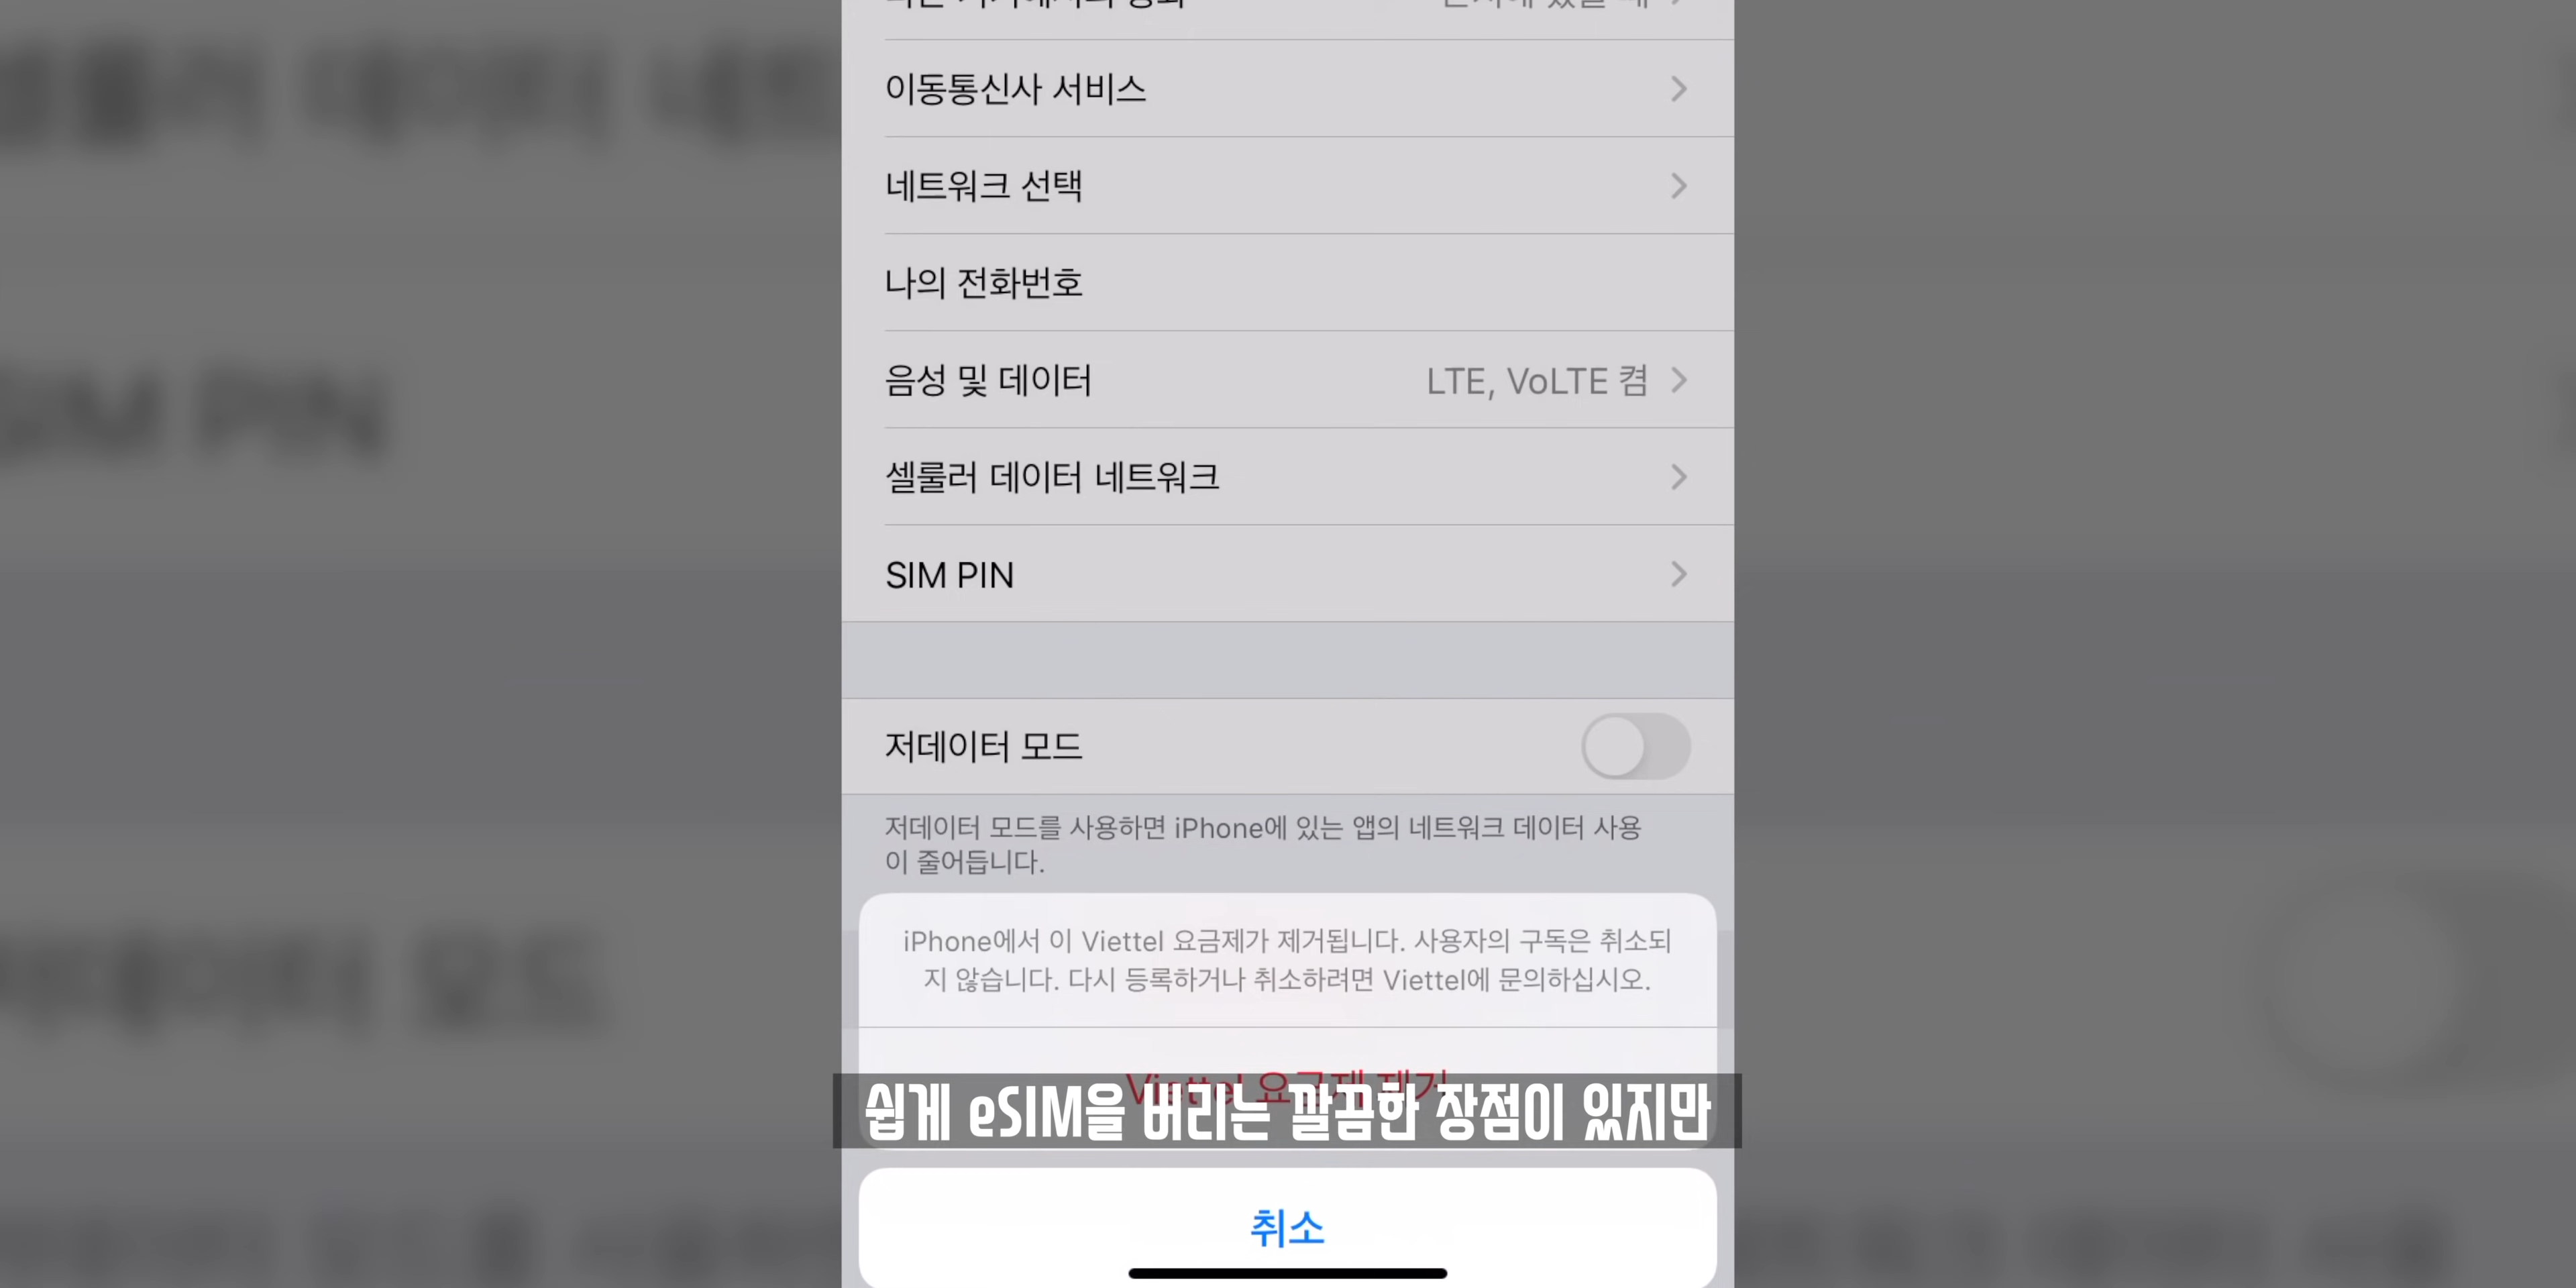 이동통신사 서비스
네트워크 선택
나의 전화번호
음성 및 데이터 LTE, VoLTE 켬
셀룰러 데이터 네트워크
SIM PIN
저데이터 모드
저데이터 모드를 사용하면 iPhone에 있는 앱의 네트워크 데이터 사용
이 줄어듭니다.
iPhone에서 이 Viettel 요금제가 제거됩니다. 사용자의 구독은 취소되
지 않습니다. 다시 등록하거나 취소하려면 Viettel에 문의하십시오.
Viettel 요금제 제거
쉽게 eSIM을 버리는 깔끔한 장점이 있지만
취소